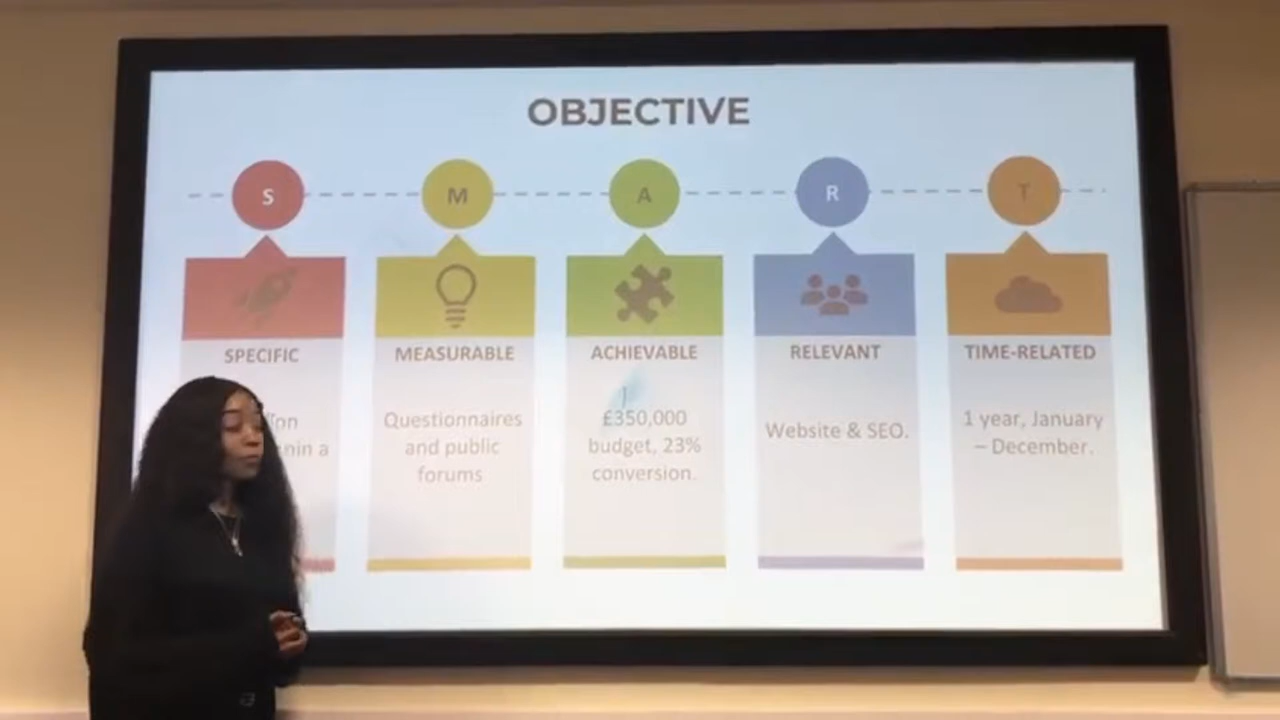 OBJECTIVE
S
M
A
R
T
SPECIFIC
MEASURABLE
ACHIEVABLE
RELEVANT
TIME-RELATED
in a
Questionnaires
and public
forums
£350,000
budget, 23%
conversion.
Website & SEO.
1 year, January
– December.